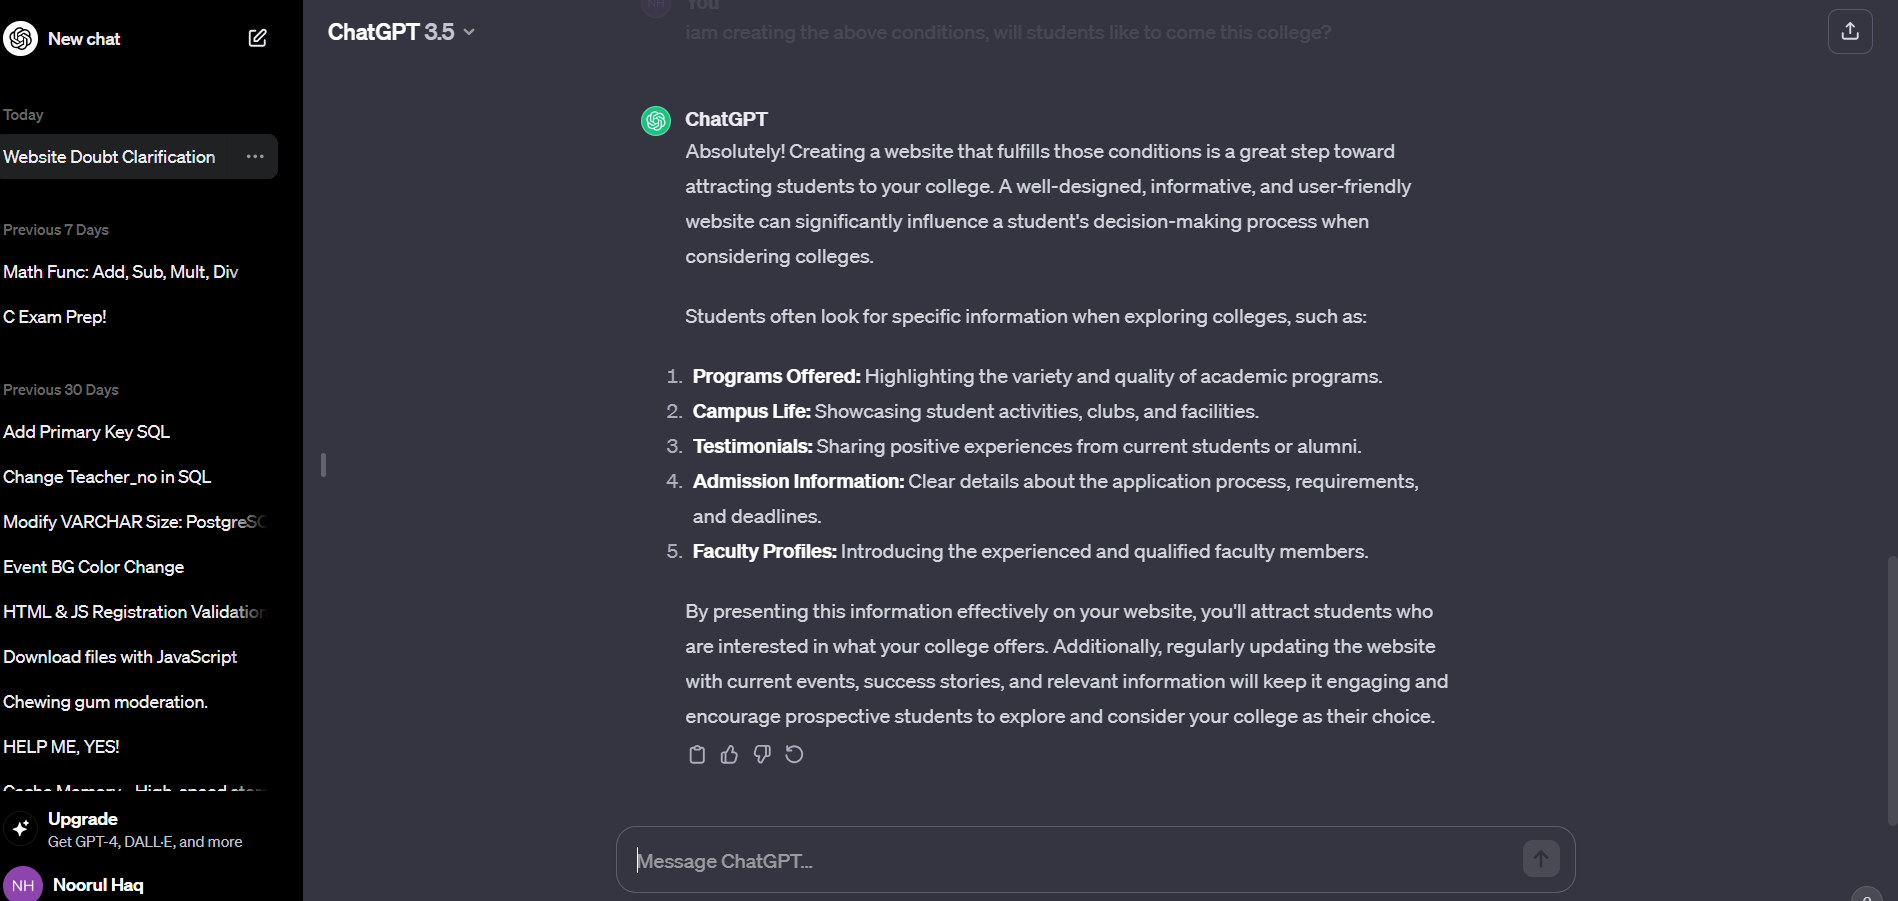 New chat
Today
Website Doubt Clarification
Previous 7 Days
Math Func: Add, Sub, Mult, Div
C Exam Prep!
Previous 30 Days
Add Primary Key SQL
Change Teacher_no in SQL
Modify VARCHAR Size: PostgreSQ
Event BG Color Change
HTML & JS Registration Validation
Download files with JavaScript
Chewing gum moderation.
HELP ME, YES!
Cache Memory - High-speed
Upgrade
Get GPT-4, DALL·E, and more
NH
Noorul Haq
ChatGPT 3.5
NH
You
iam creating the above conditions, will students like to come this college?
ChatGPT
Absolutely! Creating a website that fulfills those conditions is a great step toward
attracting students to your college. A well-designed, informative, and user-friendly
website can significantly influence a student's decision-making process when
considering colleges.
Students often look for specific information when exploring colleges, such as:
1. Programs Offered: Highlighting the variety and quality of academic programs.
2. Campus Life: Showcasing student activities, clubs, and facilities.
3. Testimonials: Sharing positive experiences from current students or alumni.
4. Admission Information: Clear details about the application process, requirements,
and deadlines.
5. Faculty Profiles: Introducing the experienced and qualified faculty members.
By presenting this information effectively on your website, you'll attract students who
are interested in what your college offers. Additionally, regularly updating the website
with current events, success stories, and relevant information will keep it engaging and
encourage prospective students to explore and consider your college as their choice.
Message ChatGPT...